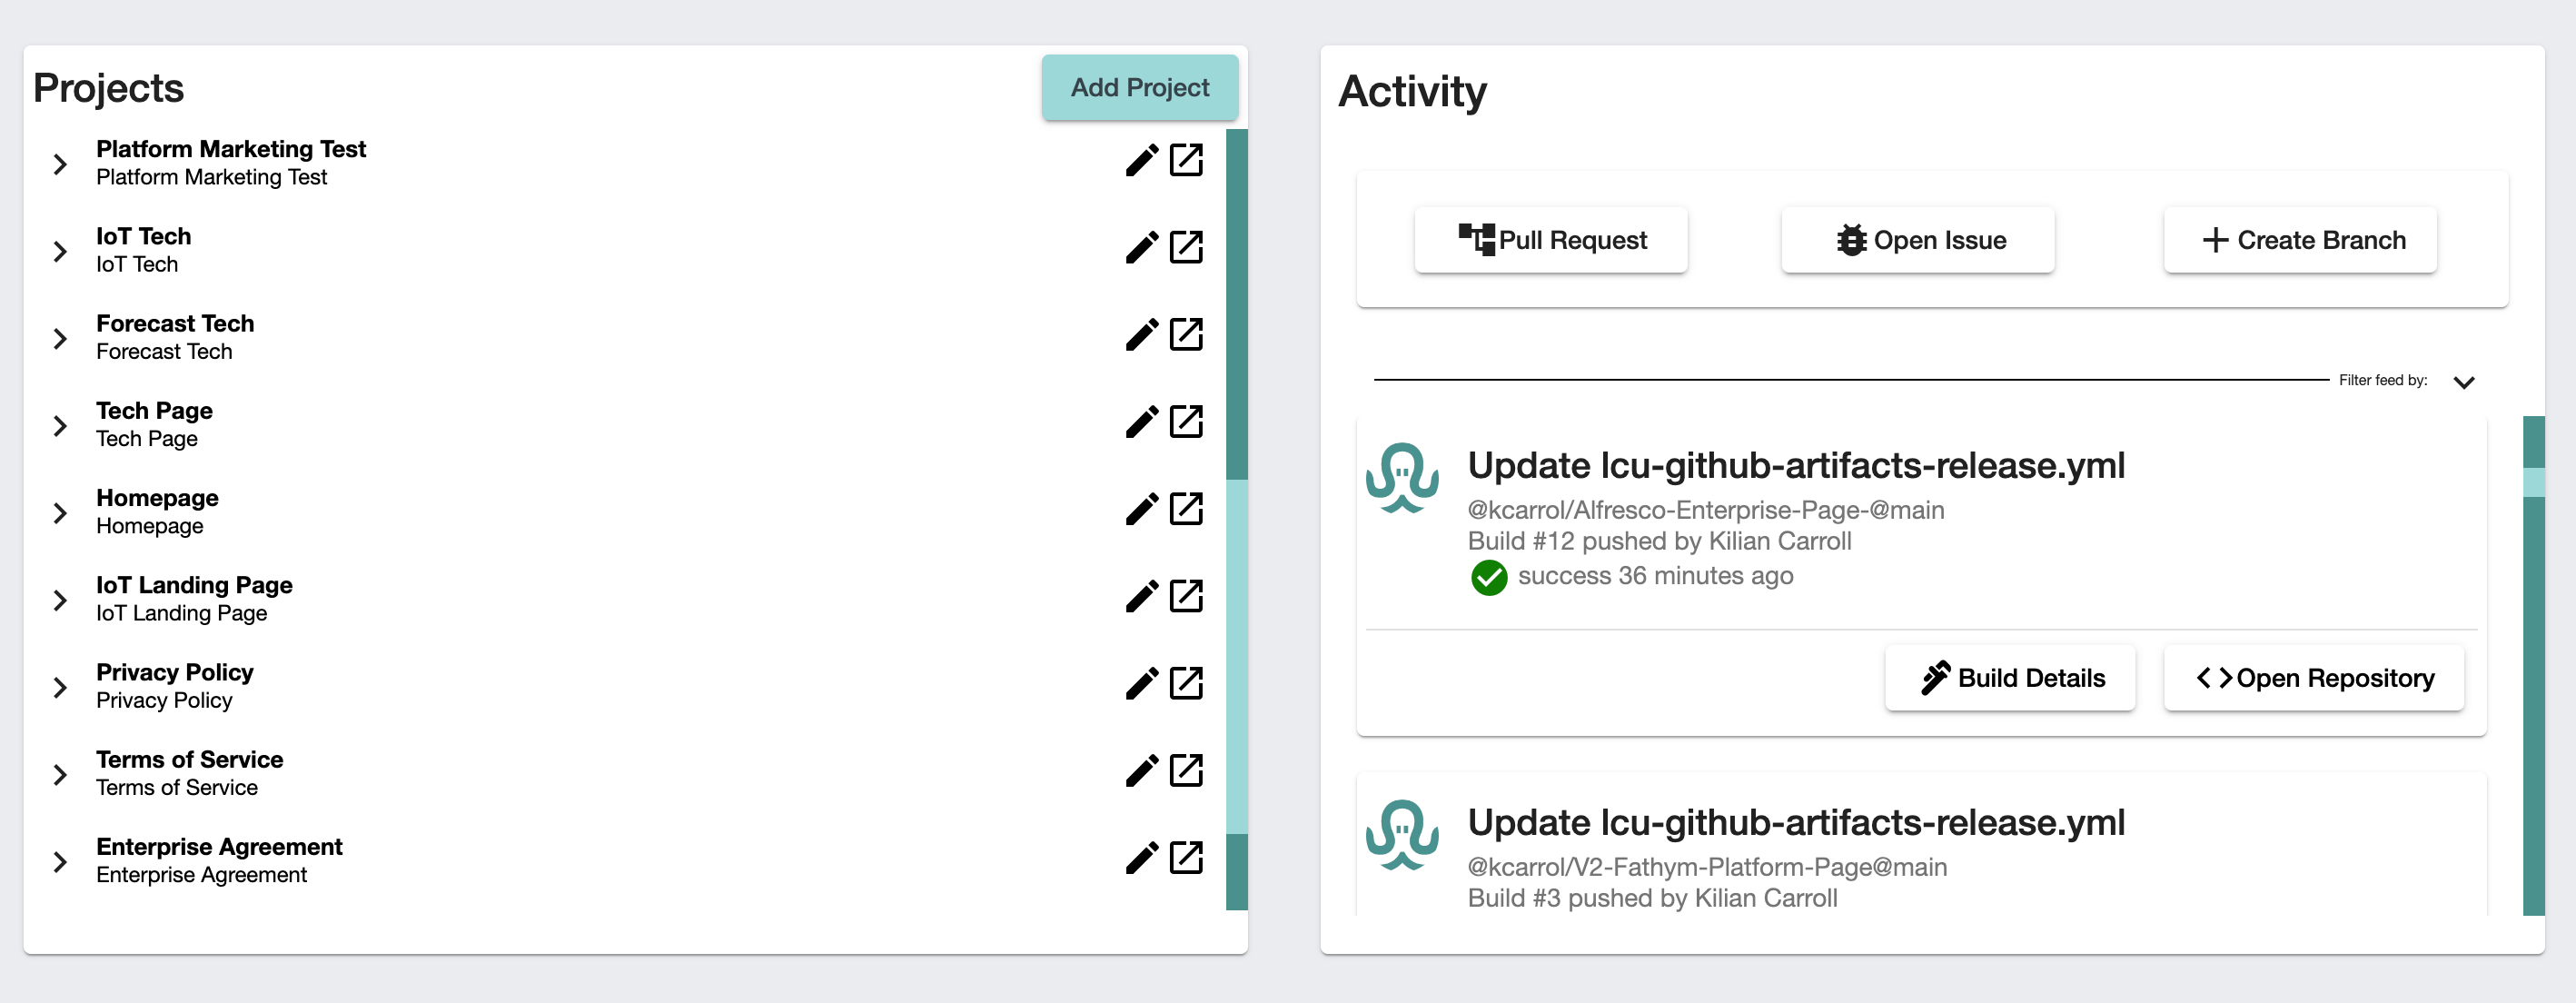 Projects
Add Project
Platform Marketing Test
Platform Marketing Test
IoT Tech
IoT Tech
Forecast Tech
Forecast Tech
Tech Page
Tech Page
Homepage
Homepage
IoT Landing Page
IoT Landing Page
Privacy Policy
Privacy Policy
Terms of Service
Terms of Service
Enterprise Agreement
Enterprise Agreement
Activity
Pull Request
Open Issue
Create Branch
Filter feed by:
Update lcu-github-artifacts-release.yml
@kcarrol/Alfresco-Enterprise-Page-@main
Build #12 pushed by Kilian Carroll
success 36 minutes ago
Build Details
Open Repository
Update lcu-github-artifacts-release.yml
@kcarrol/V2-Fathym-Platform-Page@main
Build #3 pushed by Kilian Carroll